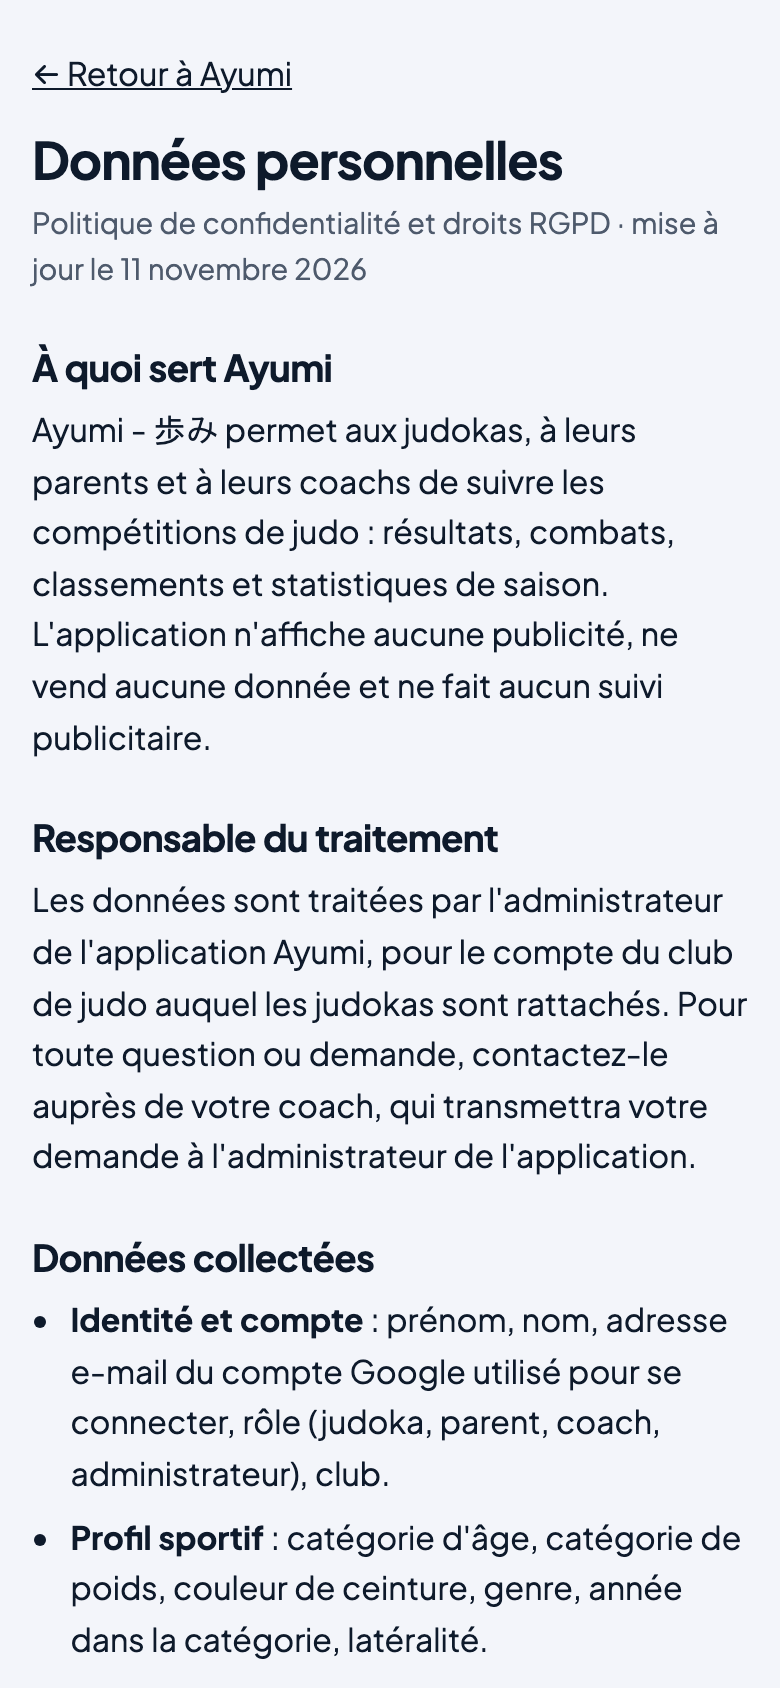 ← Retour à Ayumi
Données personnelles
Politique de confidentialité et droits RGPD · mise à
jour le 11 novembre 2026
À quoi sert Ayumi
Ayumi - 歩み permet aux judokas, à leurs
parents et à leurs coachs de suivre les
compétitions de judo : résultats, combats,
classements et statistiques de saison.
L'application n'affiche aucune publicité, ne
vend aucune donnée et ne fait aucun suivi
publicitaire.
Responsable du traitement
Les données sont traitées par l'administrateur
de l'application Ayumi, pour le compte du club
de judo auquel les judokas sont rattachés. Pour
toute question ou demande, contactez-le
auprès de votre coach, qui transmettra votre
demande à l'administrateur de l'application.
Données collectées
• Identité et compte : prénom, nom, adresse
e-mail du compte Google utilisé pour se
connecter, rôle (judoka, parent, coach,
administrateur), club.
• Profil sportif : catégorie d'âge, catégorie de
poids, couleur de ceinture, genre, année
dans la catégorie, latéralité.